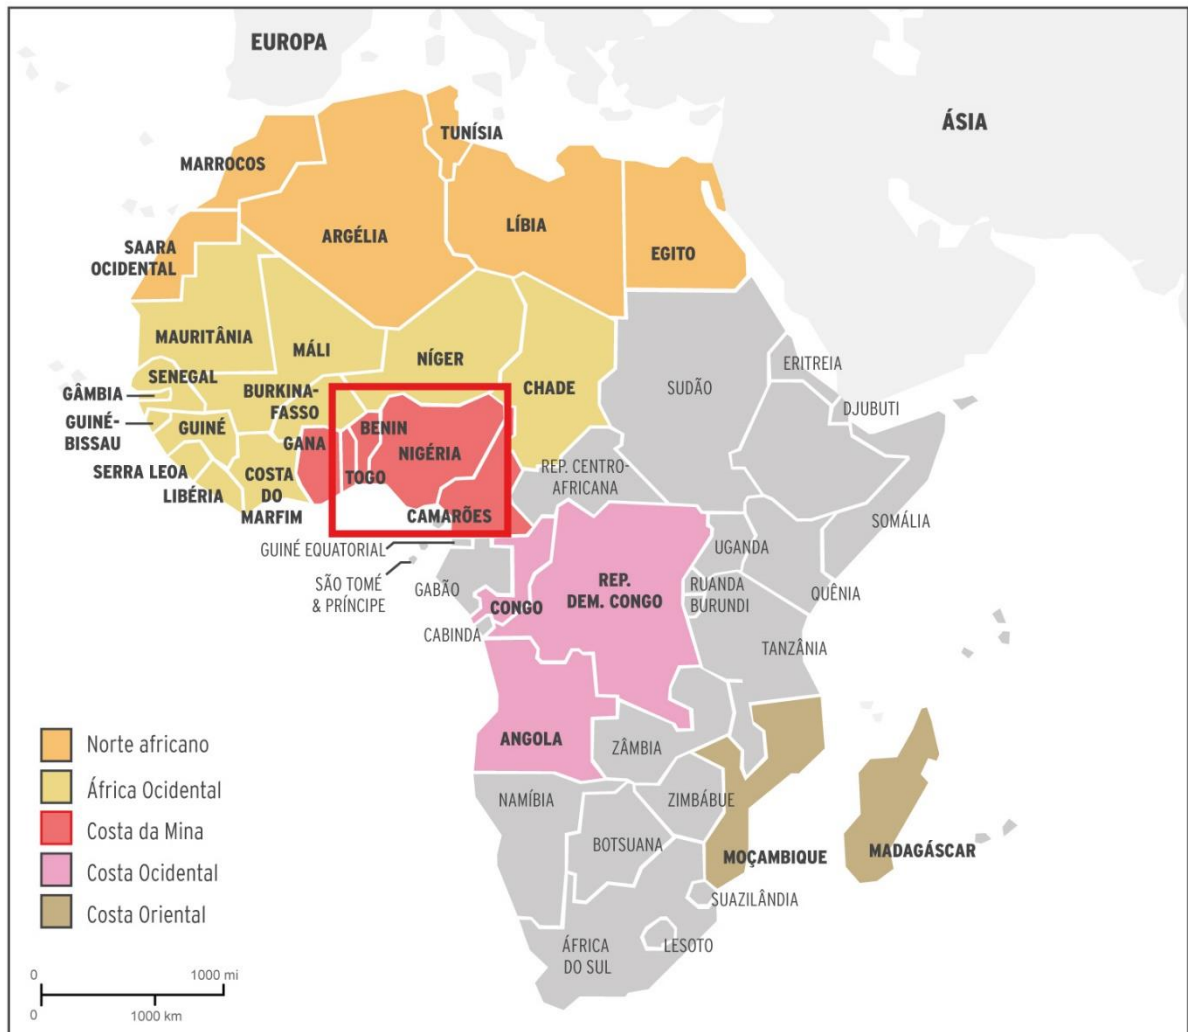 EUROPA
ÁSIA
TUNÍSIA
MARROCOS
ARGÉLIA
LÍBIA
EGITO
SAARA
OCIDENTAL
MAURITÂNIA
MÁLI
NÍGER
CHADE
SUDÃO
ERITREIA
DJUBUTI
SENEGAL
GÂMBIA
BURKINA-
FASSO
GUINÉ-
BISSAU
GUINÉ
GANA
BENIN
NIGÉRIA
TOGO
SERRA LEOA
LIBÉRIA
COSTA
DO
MARFIM
CAMARÕES
REP. CENTRO-
AFRICANA
SOMÁLIA
GUINÉ EQUATORIAL
SÃO TOMÉ
& PRÍNCIPE
GABÃO
CONGO
REP.
DEM. CONGO
UGANDA
RUANDA
BURUNDI
QUÊNIA
CABINDA
TANZÂNIA
ANGOLA
ZÂMBIA
NAMÍBIA
ZIMBÁBUE
BOTSUANA
MOÇAMBIQUE
MADAGÁSCAR
SUAZILÂNDIA
ÁFRICA
DO SUL
LESOTO
Norte africano
África Ocidental
Costa da Mina
Costa Ocidental
Costa Oriental
0 1000 mi
0 1000 km